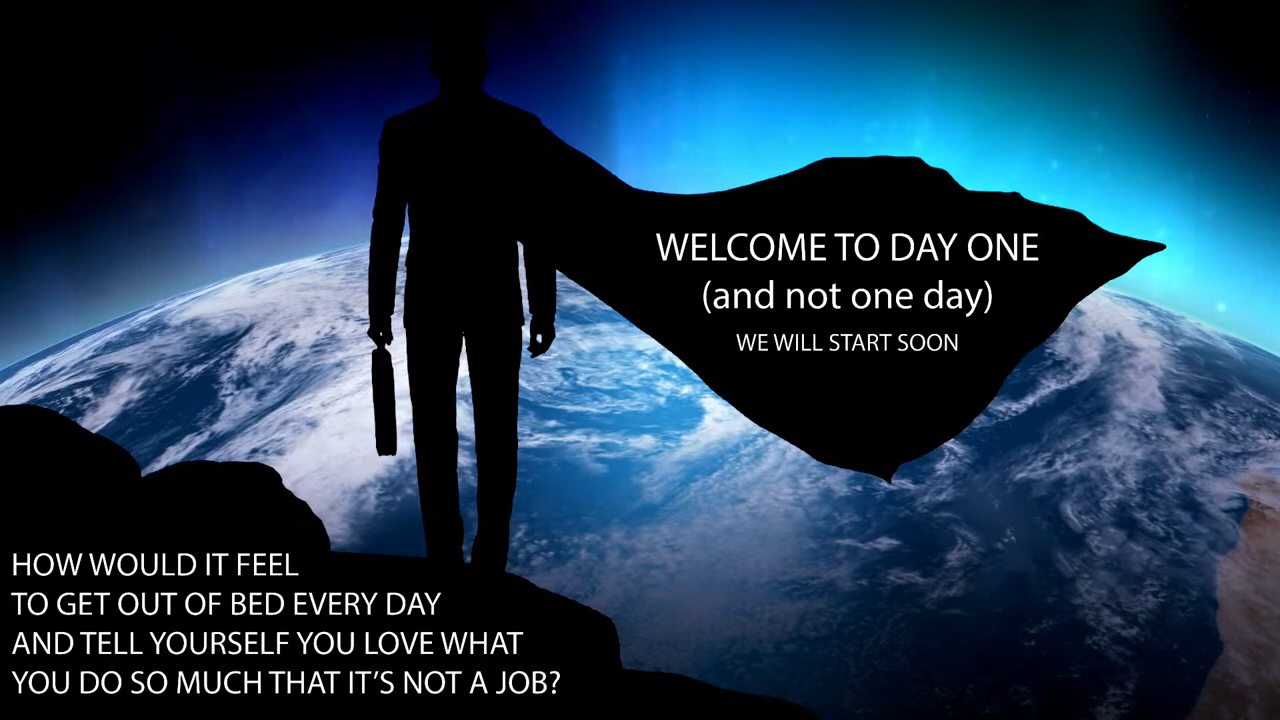 WELCOME TO DAY ONE
(and not one day)
WE WILL START SOON
HOW WOULD IT FEEL
TO GET OUT OF BED EVERY DAY
AND TELL YOURSELF YOU LOVE WHAT
YOU DO SO MUCH THAT IT’S NOT A JOB?